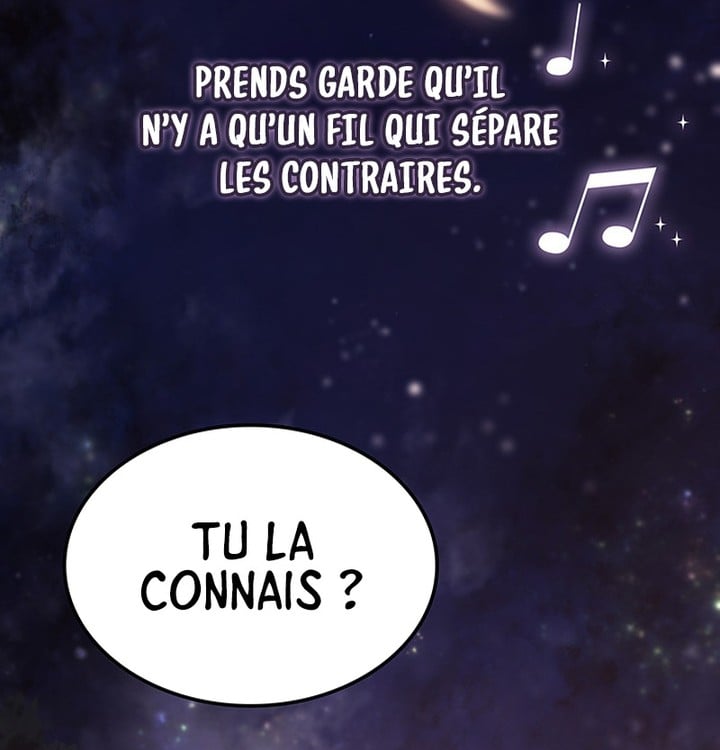 PRENDS GARDE QU'IL
N'Y A QU'UN FIL QUI SÉPARE
LES CONTRAIRES.
TU LA
CONNAIS ?